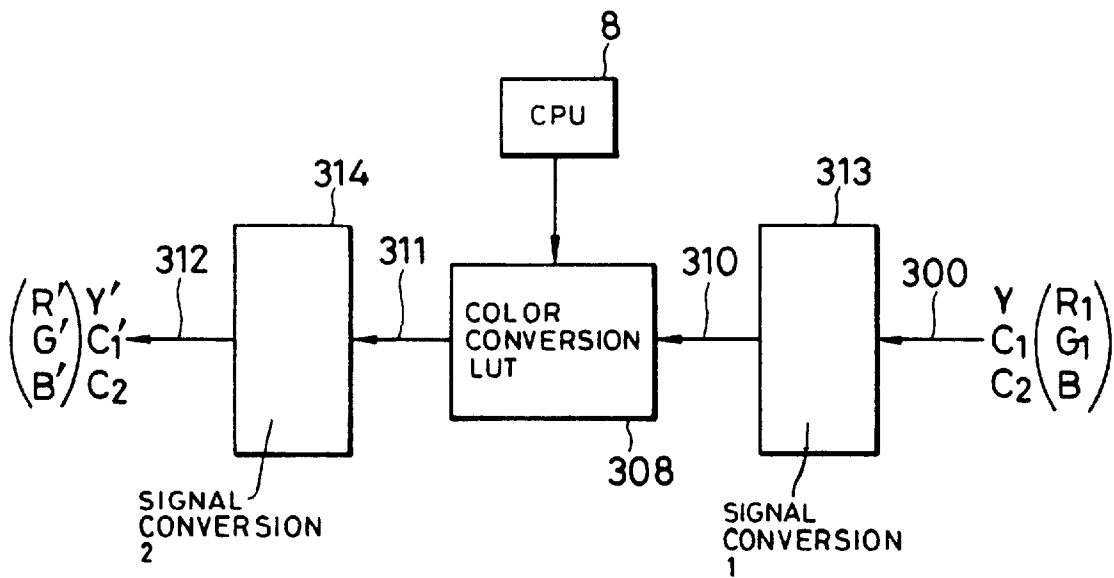 8
CPU
314
313
312
311
310
300
(R'
G'
B')
Y'
C1'
C2
COLOR
CONVERSION
LUT
Y
C1
C2
(R1
G1
B)
308
SIGNAL
CONVERSION
2
SIGNAL
CONVERSION
1